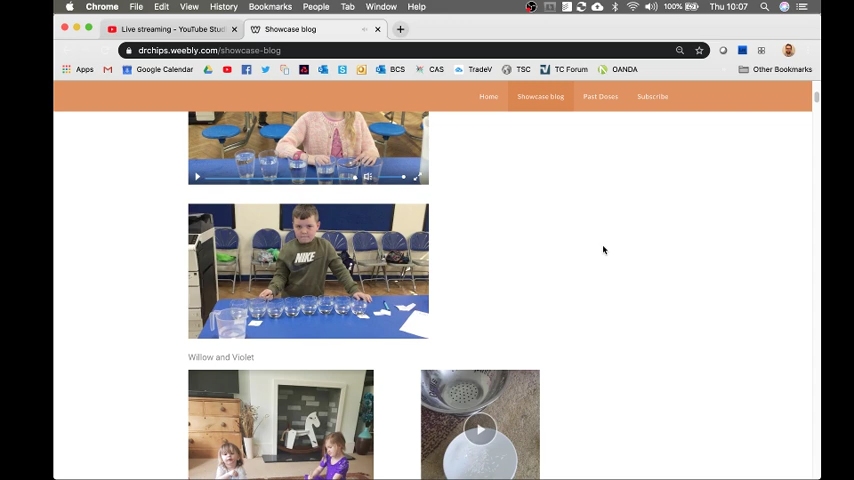 Chrome File Edit View History Bookmarks People Tab Window Help 100% Thu 10:07
Live streaming - YouTube Stud Showcase blog
drchips.weebly.com/showcase-blog
Apps Google Calendar BCS CAS TradeV TSC TC Forum OANDA Other Bookmarks
Home Showcase blog Past Doses Subscribe
NIKE
Willow and Violet